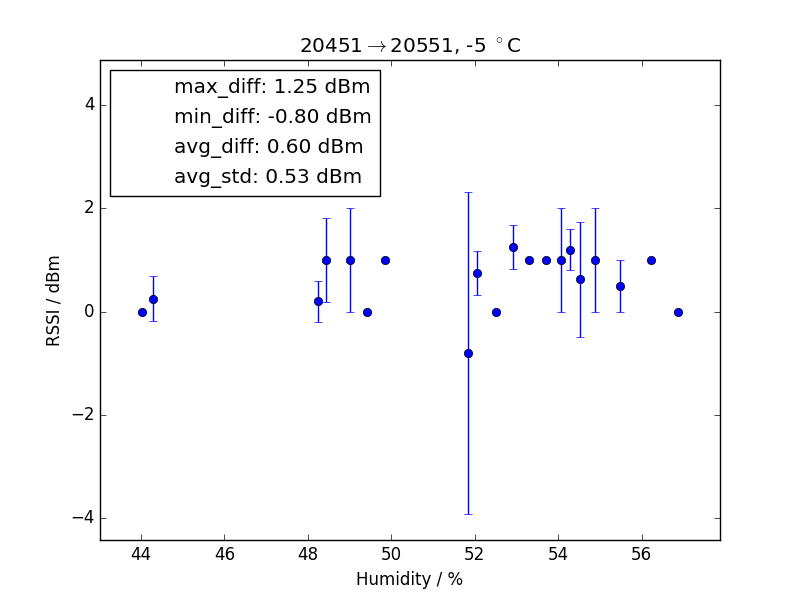 20451→20551, -5 °C
max_diff: 1.25 dBm
min_diff: -0.80 dBm
avg_diff: 0.60 dBm
avg_std: 0.53 dBm
RSSI / dBm
4
2
0
−2
−4
44 46 48 50 52 54 56
Humidity / %